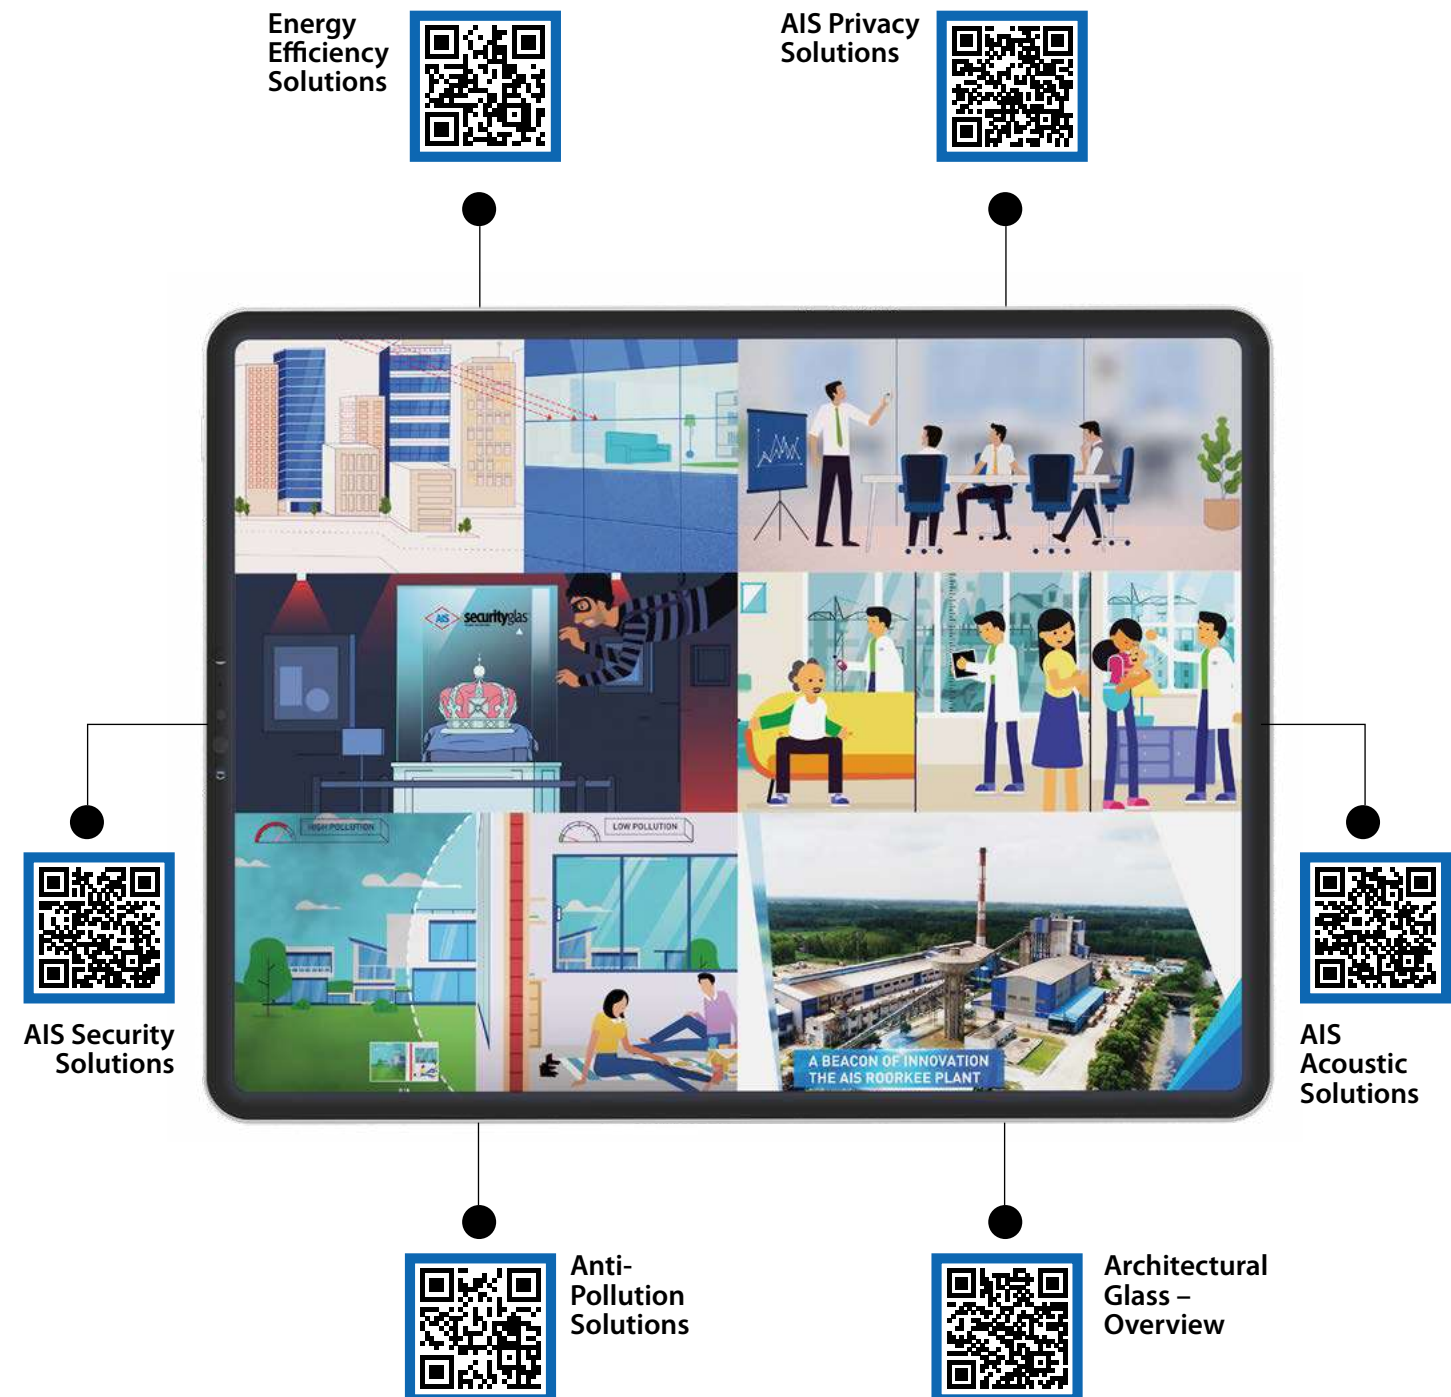 Energy
Efficiency
Solutions
AIS Privacy
Solutions
AIS securityglas
HIGH POLLUTION
LOW POLLUTION
A BEACON OF INNOVATION
THE AIS ROORKEE PLANT
AIS Security
Solutions
AIS
Acoustic
Solutions
Anti-
Pollution
Solutions
Architectural
Glass –
Overview